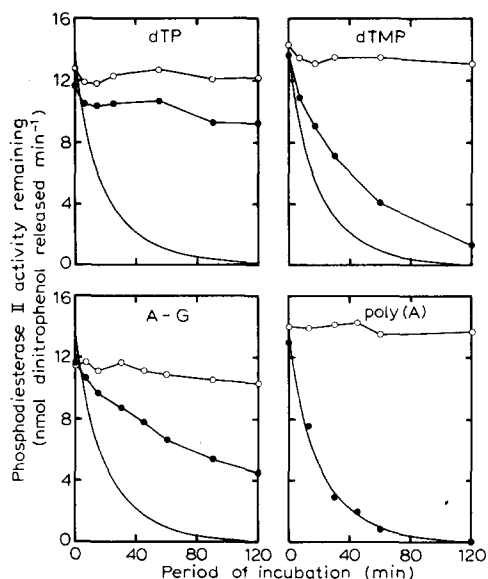 dTP
dTMP
16
12
8
4
0
A-G
poly(A)
16
12
8
4
0
0
40
80
120
0
40
80
120
Period of incubation (min)
Phosphodiesterase II activity remaining
(nmol dinitrophenol released min⁻¹)